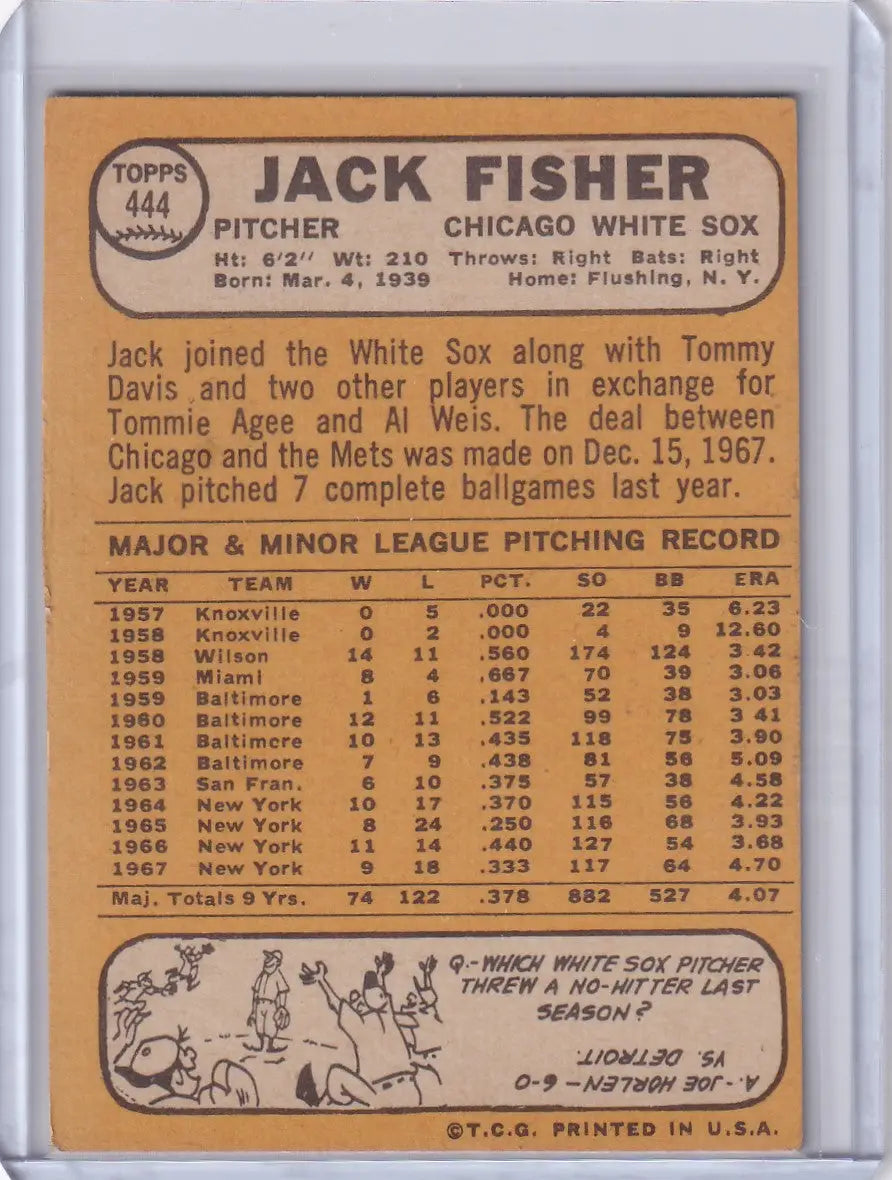 TOPPS
444
JACK FISHER
PITCHER CHICAGO WHITE SOX
Ht: 6'2" Wt: 210 Throws: Right Bats: Right
Born: Mar. 4, 1939 Home: Flushing, N. Y.
Jack joined the White Sox along with Tommy
Davis and two other players in exchange for
Tommie Agee and Al Weis. The deal between
Chicago and the Mets was made on Dec. 15, 1967.
Jack pitched 7 complete ballgames last year.
MAJOR & MINOR LEAGUE PITCHING RECORD
YEAR TEAM W L PCT. SO BB ERA
1957 Knoxville 0 5 .000 22 35 6.23
1958 Knoxville 0 2 .000 4 9 12.60
1958 Wilson 14 11 .560 174 124 3.42
1959 Miami 8 4 .667 70 39 3.06
1959 Baltimore 1 6 .143 52 38 3.03
1960 Baltimore 12 11 .522 99 78 3.41
1961 Baltimore 10 13 .435 118 75 3.90
1962 Baltimore 7 9 .438 81 56 5.09
1963 San Fran. 6 10 .375 57 38 4.58
1964 New York 10 17 .370 115 56 4.22
1965 New York 8 24 .250 116 68 3.93
1966 New York 11 14 .440 127 54 3.68
1967 New York 9 18 .333 117 64 4.70
Maj. Totals 9 Yrs. 74 122 .378 882 527 4.07
Q.-WHICH WHITE SOX PITCHER
THREW A NO-HITTER LAST
SEASON?
A.- JOE HORLEN - 6-0
VS. DETROIT.
©T.C.G. PRINTED IN U.S.A.